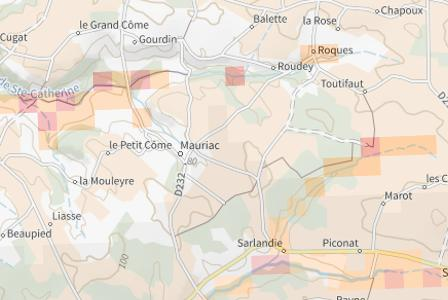 Chapoux
Balette
la Rose
le Grand Côme
Cugat
Gourdin
Roques
Roudey
Toutifaut
de Ste-Catherine
le Petit Côme
Mauriac
80
D232
la Mouleyre
les C
Marot
Liasse
Beaupied
Sarlandie
Piconat
100
S